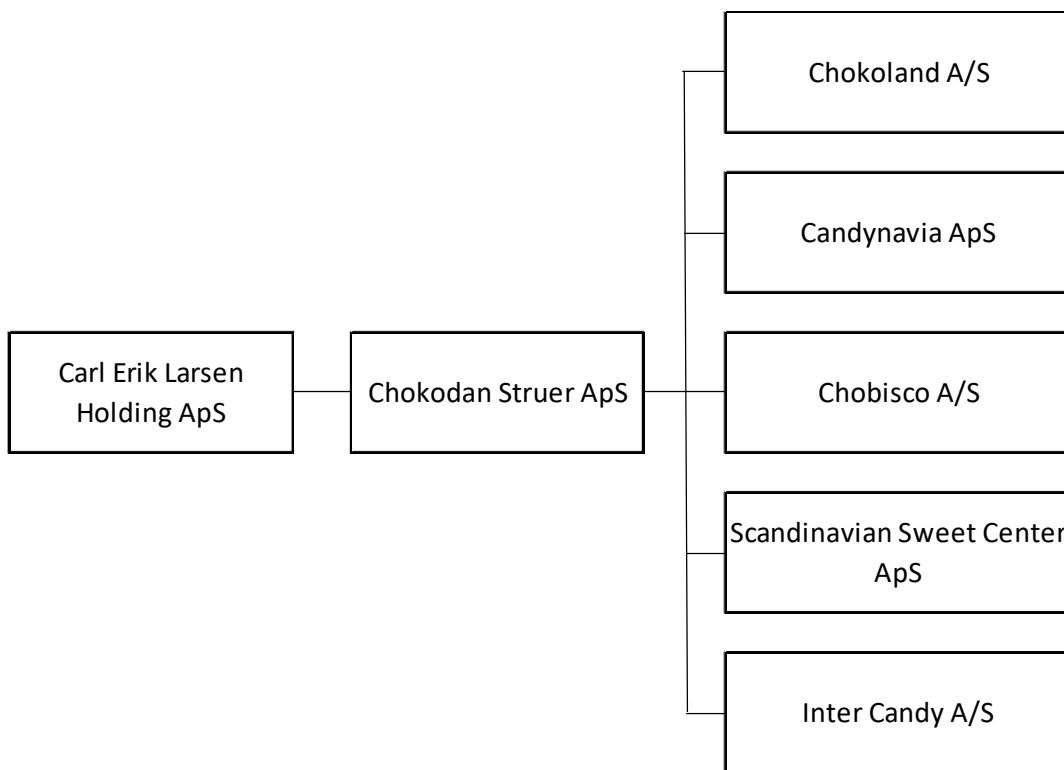 Chokoland A/S
Candynavia ApS
Carl Erik Larsen
Holding ApS
Chokodan Struer ApS
Chobisco A/S
Scandinavian Sweet Center
ApS
Inter Candy A/S